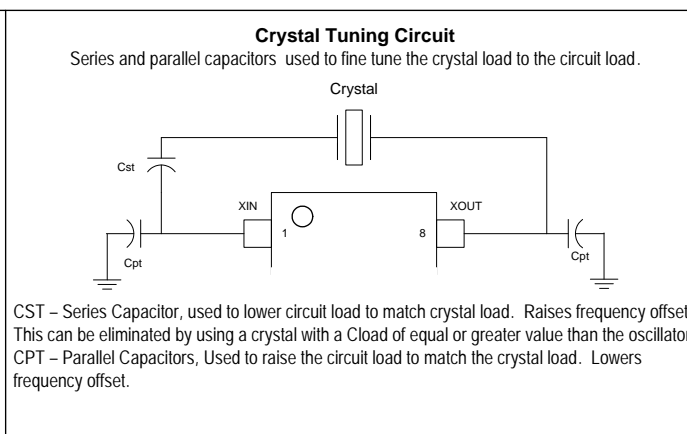 Crystal Tuning Circuit
Series and parallel capacitors used to fine tune the crystal load to the circuit load.
Crystal
Cst
XIN
XOUT
1
8
Cpt
Cpt
CST – Series Capacitor, used to lower circuit load to match crystal load. Raises frequency offset
This can be eliminated by using a crystal with a Cload of equal or greater value than the oscillator
CPT – Parallel Capacitors, Used to raise the circuit load to match the crystal load. Lowers
frequency offset.